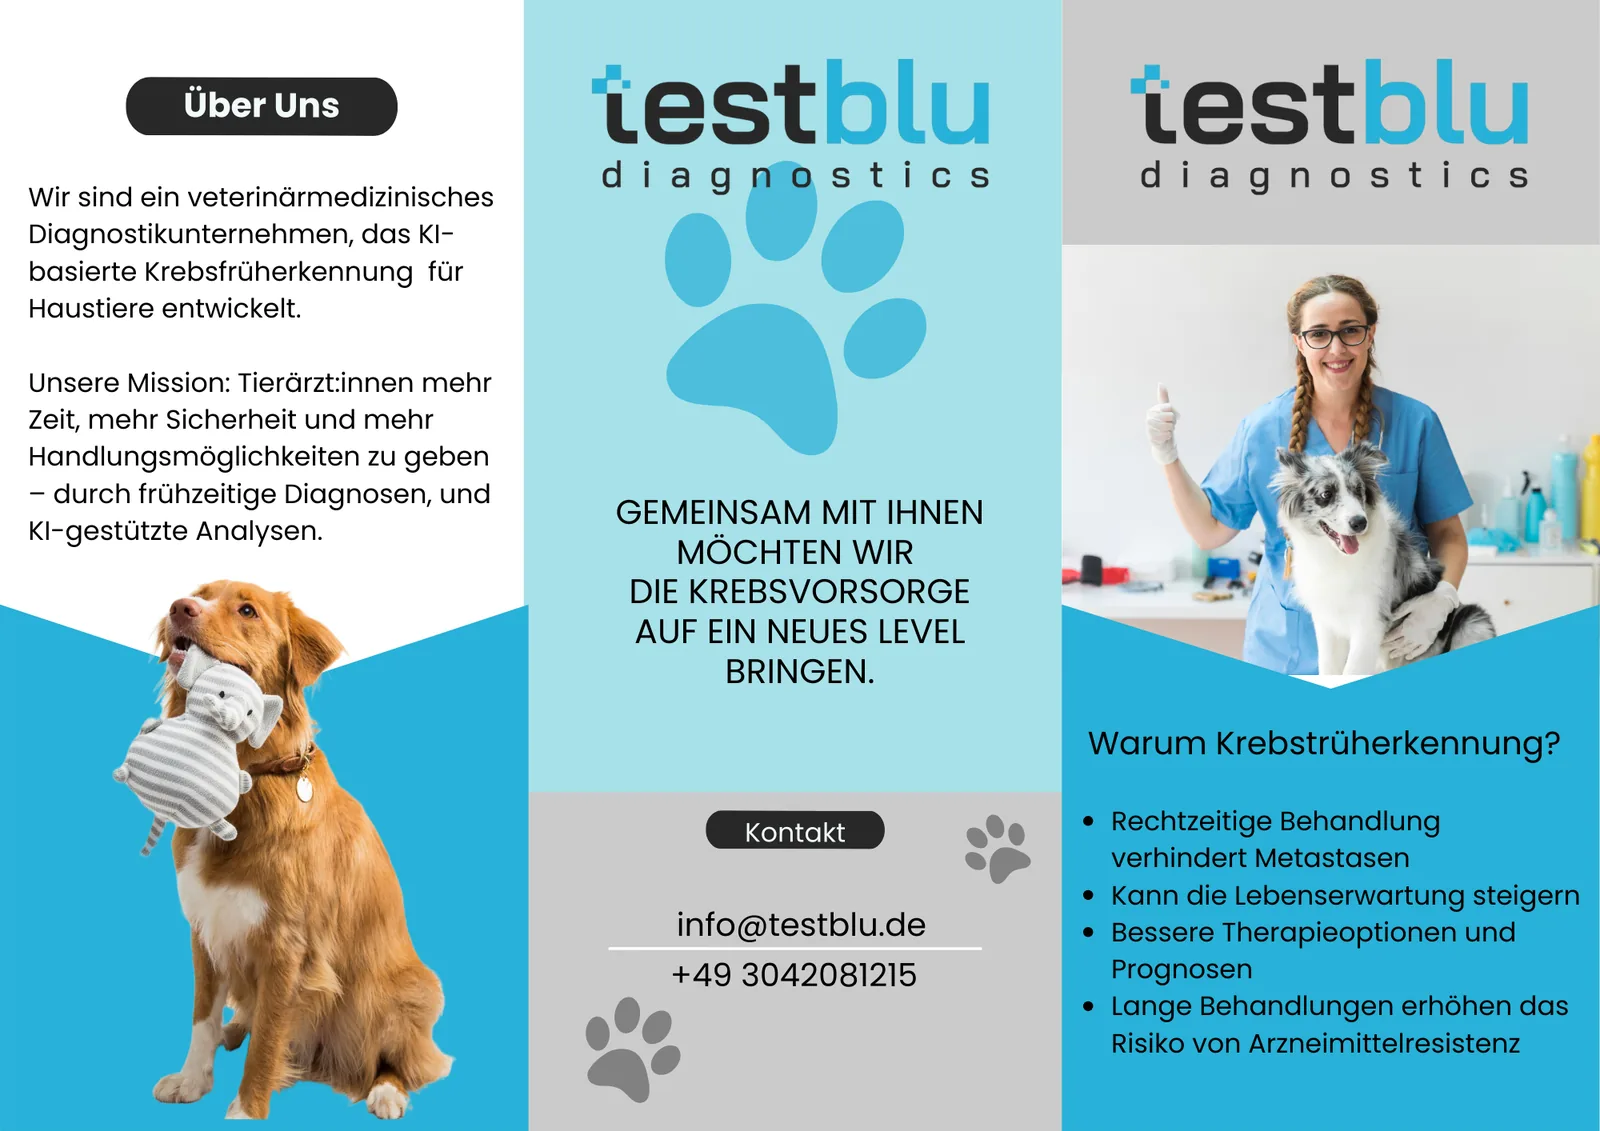 Über Uns
Wir sind ein veterinärmedizinisches
Diagnostikunternehmen, das KI-
basierte Krebsfrüherkennung  für
Haustiere entwickelt.
Unsere Mission: Tierärzt:innen mehr
Zeit, mehr Sicherheit und mehr
Handlungsmöglichkeiten zu geben
– durch frühzeitige Diagnosen, und
KI-gestützte Analysen.
testblu
diagnostics
GEMEINSAM MIT IHNEN
MÖCHTEN WIR
DIE KREBSVORSORGE
AUF EIN NEUES LEVEL
BRINGEN.
Kontakt
info@testblu.de
+49 3042081215
testblu
diagnostics
Warum Krebstrüherkennung?
• Rechtzeitige Behandlung
verhindert Metastasen
• Kann die Lebenserwartung steigern
• Bessere Therapieoptionen und
Prognosen
• Lange Behandlungen erhöhen das
Risiko von Arzneimittelresistenz